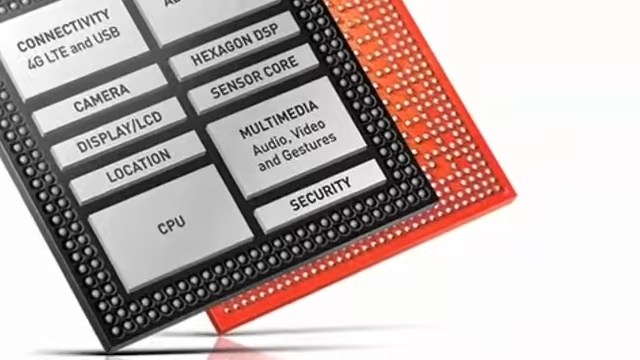 CONNECTIVITY
4G LTE and USB
HEXAGON DSP
SENSOR CORE
CAMERA
DISPLAY/LCD
LOCATION
CPU
MULTIMEDIA
Audio, Video
and Gestures
SECURITY